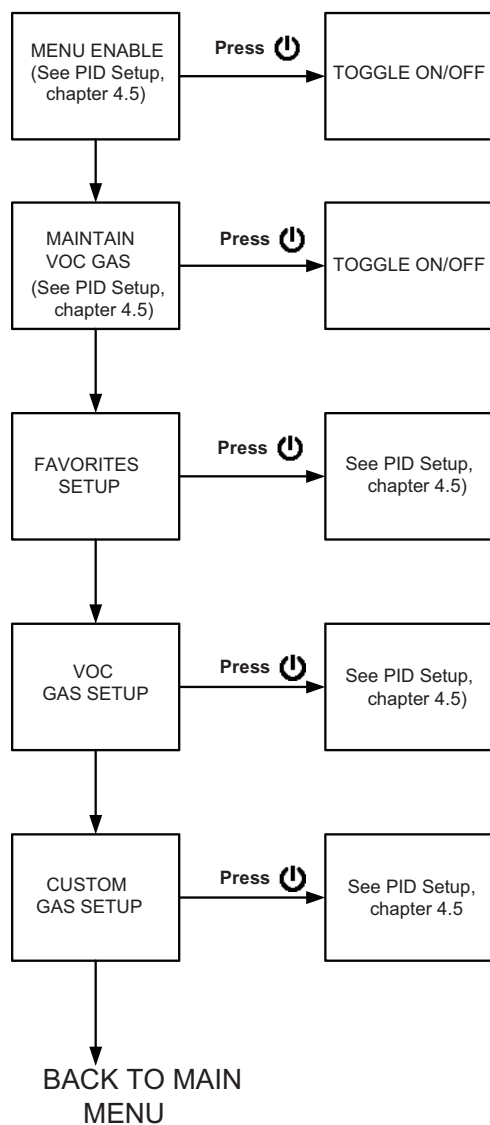 MENU ENABLE
(See PID Setup,
chapter 4.5)
Press
TOGGLE ON/OFF
MAINTAIN
VOC GAS
(See PID Setup,
chapter 4.5)
Press
TOGGLE ON/OFF
FAVORITES
SETUP
Press
See PID Setup,
chapter 4.5)
VOC
GAS SETUP
Press
See PID Setup,
chapter 4.5)
CUSTOM
GAS SETUP
Press
See PID Setup,
chapter 4.5
BACK TO MAIN
MENU